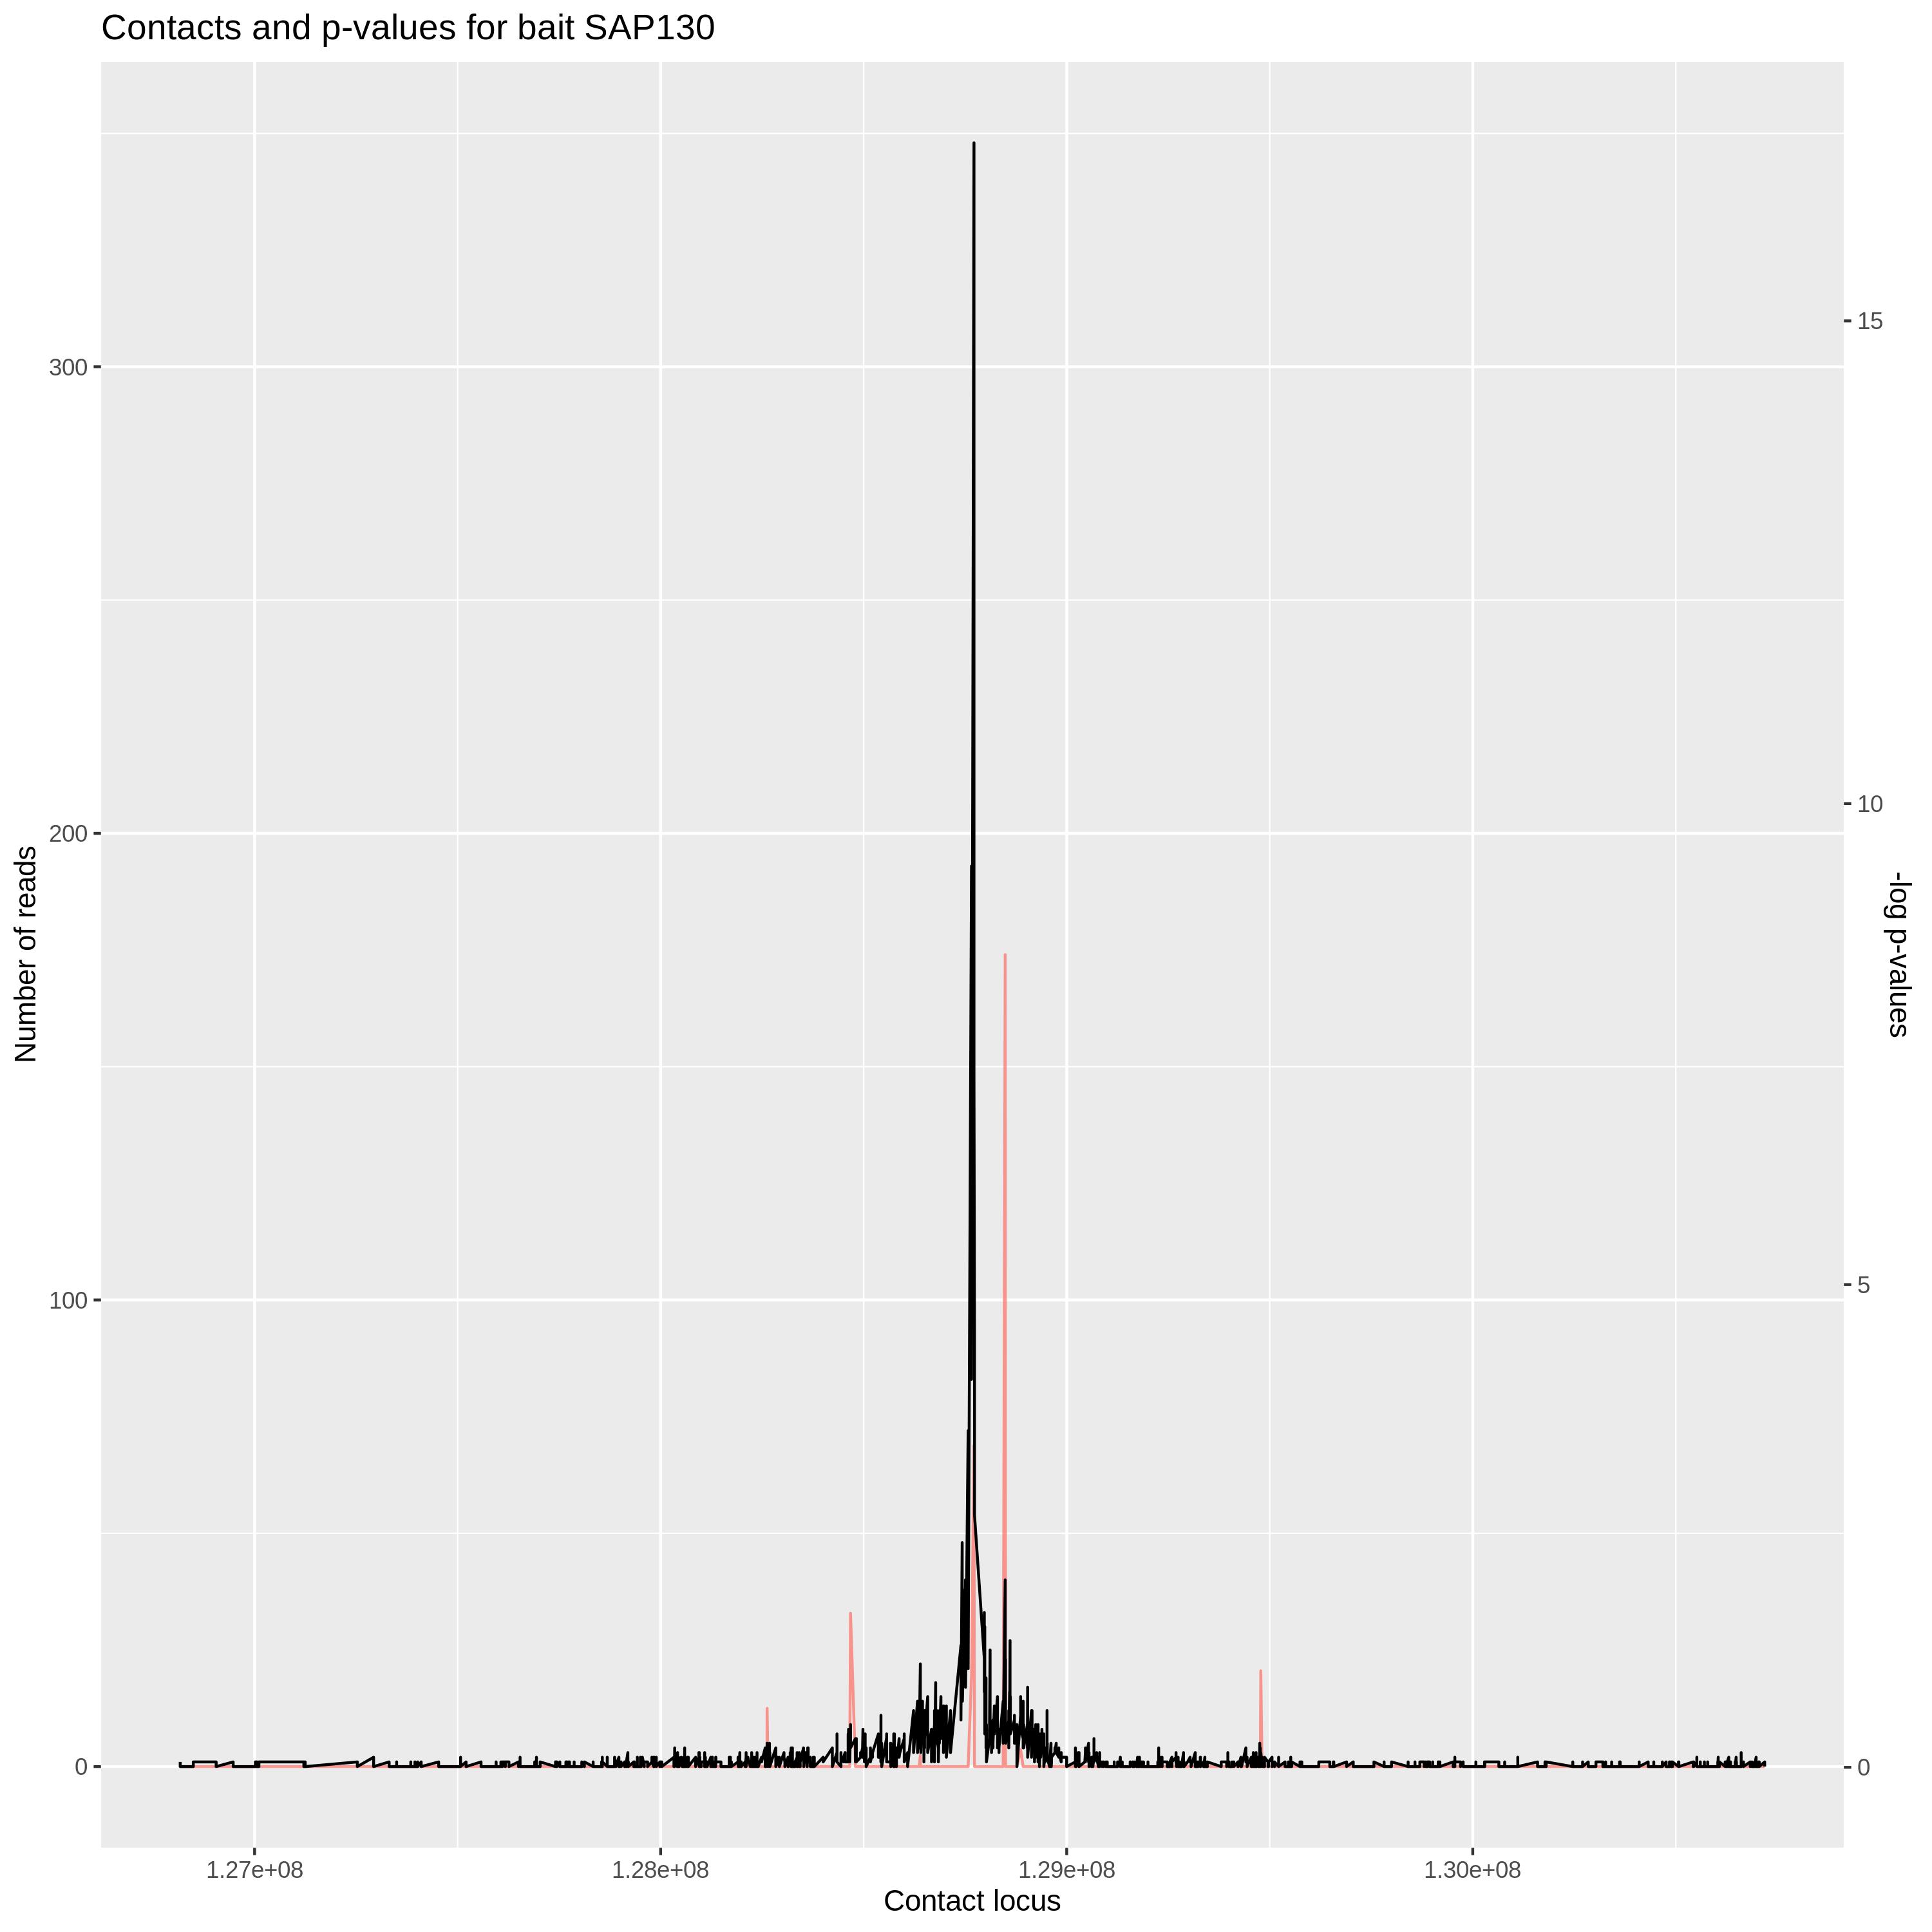 Contacts and p-values for bait SAP130
Number of reads
300
200
100
0
15
10
5
0
-log p-values
1.27e+08 1.28e+08 1.29e+08 1.30e+08
Contact locus